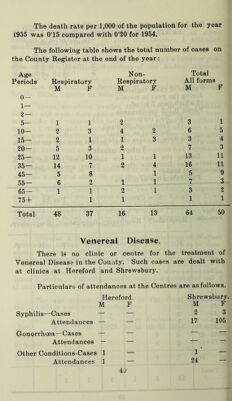 The death rate per 1,000 of the population for the year
1955 was 0·15 compared with 0·20 for 1954.
The following table shows the total number of cases on
the County Register at the end of the year:
Age Non- Total
Periods Respiratory Respiratory All forms
M F M F M F
0—
1—
2—
5— 1 1 2 3 1
10— 2 3 4 2 6 5
15— 2 1 1 3 3 4
20— 5 3 2 7 3
25— 12 10 1 1 13 11
35— 14 7 2 4 16 11
45— 5 8 1 5 9
55— 6 2 1 1 7 3
65— 1 1 2 1 3 2
75+ 1 1 1 1
Total 48 37 16 13 64 50
Venereal Disease.
There is no clinic or centre for the treatment of
Venereal Disease in the County. Such cases are dealt with
at clinics at Hereford and Shrewsbury.
Particulars of attendances at the Centres are as follows.
Hereford Shrewsbury.
M F M F
Syphilis—Cases — — 2 3
Attendances — — 17 105
Gonorrhœa—Cases — — — —
Attendances — — — —
Other Conditions-Cases 1 — 1 —
Attendances 1 — 24 —
40